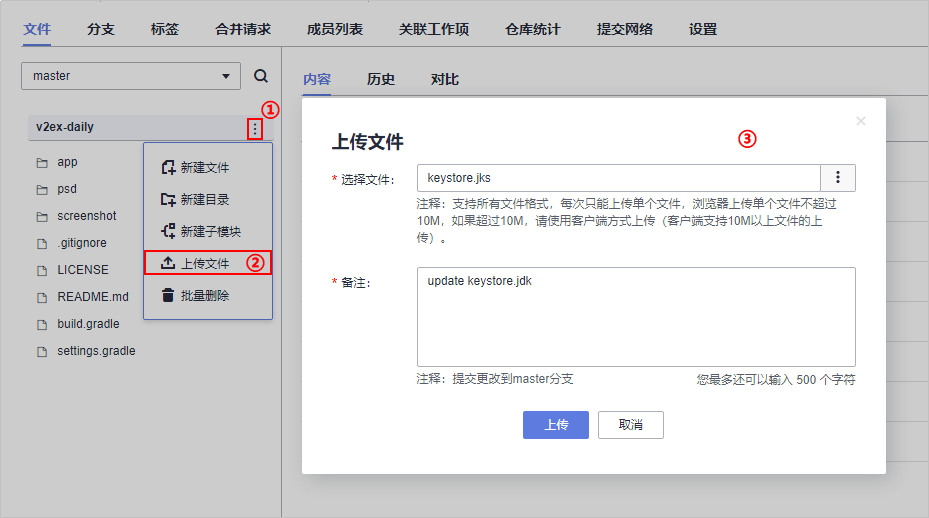 文件 分支 标签 合并请求 成员列表 关联工作项 仓库统计 提交网络 设置
master
内容 历史 对比
①
v2ex-daily
app
psd
screenshot
.gitignore
LICENSE
README.md
build.gradle
settings.gradle
新建文件
新建目录
新建子模块
上传文件 ②
批量删除
上传文件 ③
* 选择文件： keystore.jks
注释：支持所有文件格式，每次只能上传单个文件，浏览器上传单个文件不超过
10M，如果超过10M，请使用客户端方式上传（客户端支持10M以上文件的上
传）。
* 备注： update keystore.jdk
注释：提交更改到master分支 您最多还可以输入 500 个字符
上传 取消